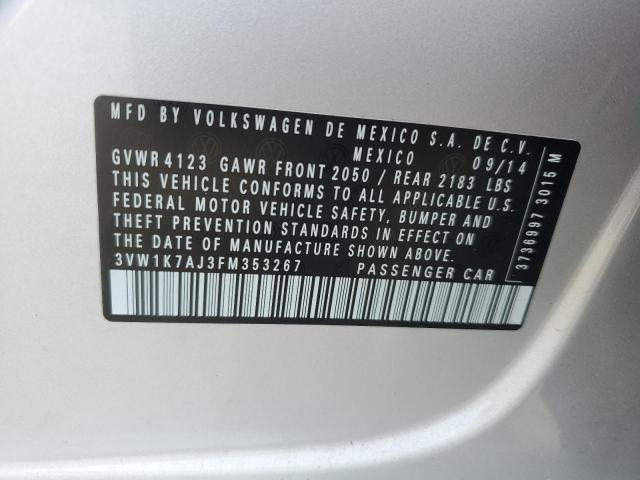 MFD BY VOLKSWAGEN DE MEXICO S.A. DE C.V.
MEXICO 09/14
GVWR 4123 GAWR FRONT 2050 / REAR 2183 LBS
THIS VEHICLE CONFORMS TO ALL APPLICABLE U.S.
FEDERAL MOTOR VEHICLE SAFETY, BUMPER AND
THEFT PREVENTION STANDARDS IN EFFECT ON
THE DATE OF MANUFACTURE SHOWN ABOVE.
3VW1K7AJ3FM353267 PASSENGER CAR
3736997 3015 M